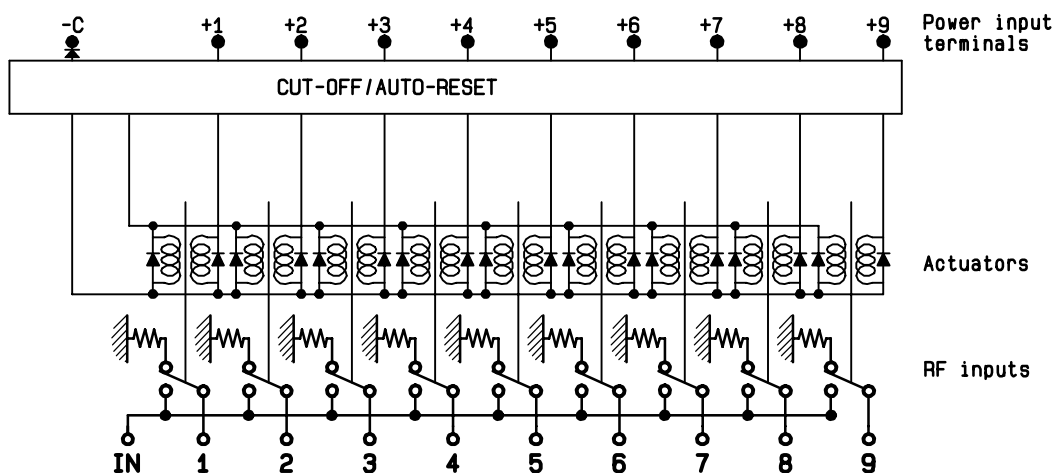 -C +1 +2 +3 +4 +5 +6 +7 +8 +9 Power input
terminals
CUT-OFF/AUTO-RESET
Actuators
RF inputs
IN 1 2 3 4 5 6 7 8 9